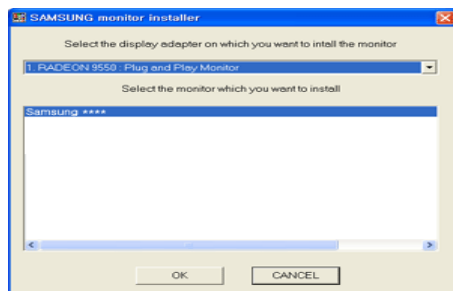 SAMSUNG monitor installer
Select the display adapter on which you want to intall the monitor
1. RADEON 9550 : Plug and Play Monitor
Select the monitor which you want to install
Samsung ****
OK
CANCEL